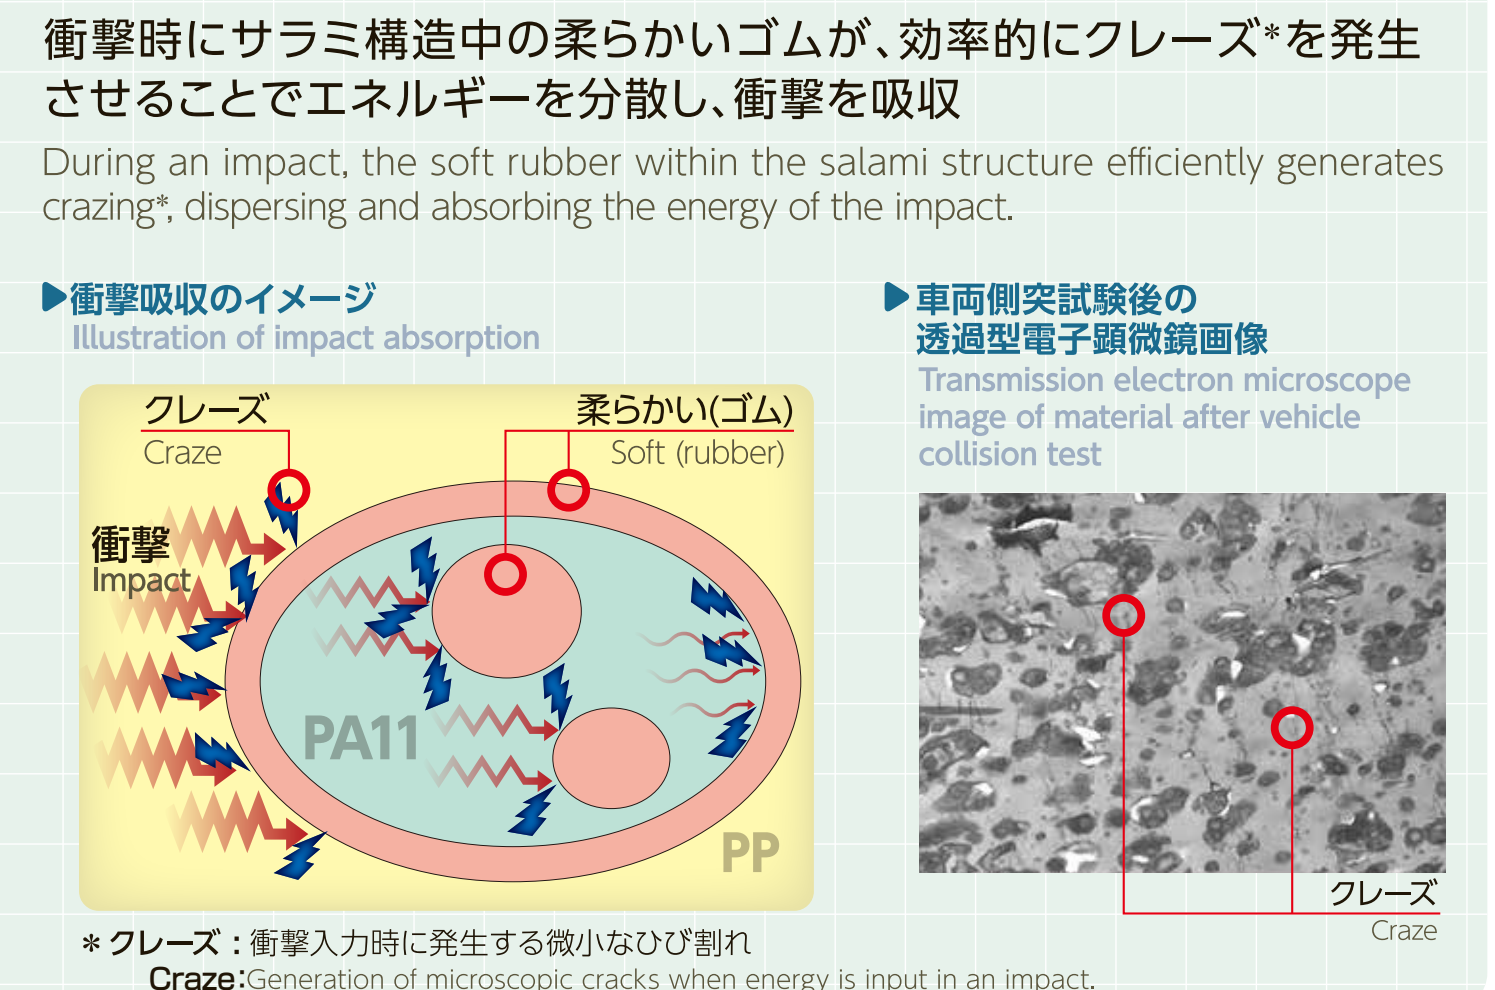 衝撃時にサラミ構造中の柔らかいゴムが、効率的にクレーズ*を発生
させることでエネルギーを分散し、衝撃を吸収
During an impact, the soft rubber within the salami structure efficiently generates
crazing*, dispersing and absorbing the energy of the impact.
▶衝撃吸収のイメージ
Illustration of impact absorption
クレーズ
Craze
柔らかい(ゴム)
Soft (rubber)
衝撃
Impact
PA11
PP
▶車両側突試験後の
透過型電子顕微鏡画像
Transmission electron microscope
image of material after vehicle
collision test
クレーズ
Craze
* クレーズ : 衝撃入力時に発生する微小なひび割れ
Craze:Generation of microscopic cracks when energy is input in an impact.